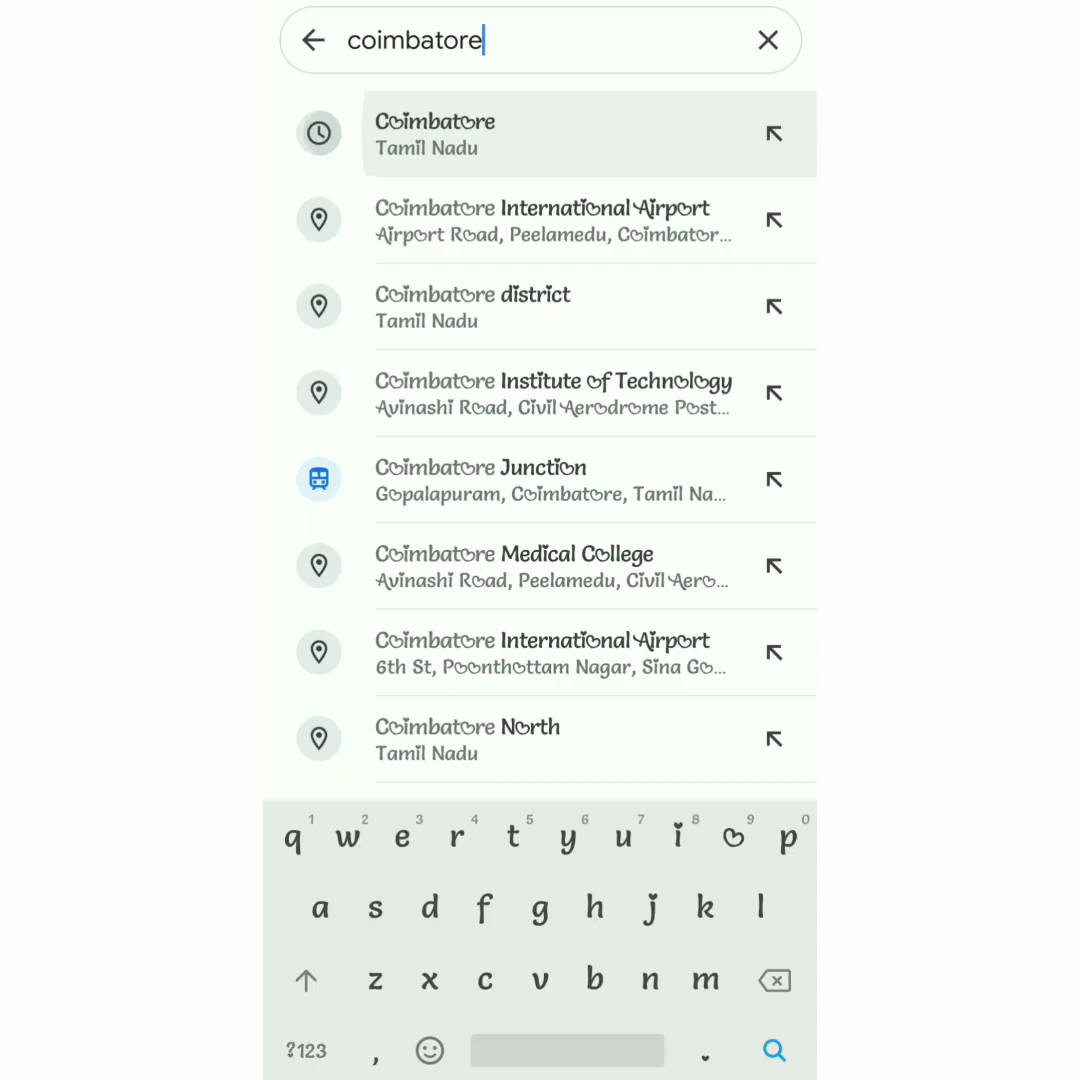 coimbatore
Coimbatore
Tamil Nadu
Coimbatore International Airport
Airport Road, Peelamedu, Coimbator...
Coimbatore district
Tamil Nadu
Coimbatore Institute of Technology
Avinashi Road, Civil Aerodrome Post...
Coimbatore Junction
Gopalapuram, Coimbatore, Tamil Na...
Coimbatore Medical College
Avinashi Road, Peelamedu, Civil Aero...
Coimbatore International Airport
6th St, Poonthottam Nagar, Sina Go...
Coimbatore North
Tamil Nadu
1 2 3 4 5 6 7 8 9 0
q w e r t y u i o p
a s d f g h j k l
z x c v b n m
?123 , .